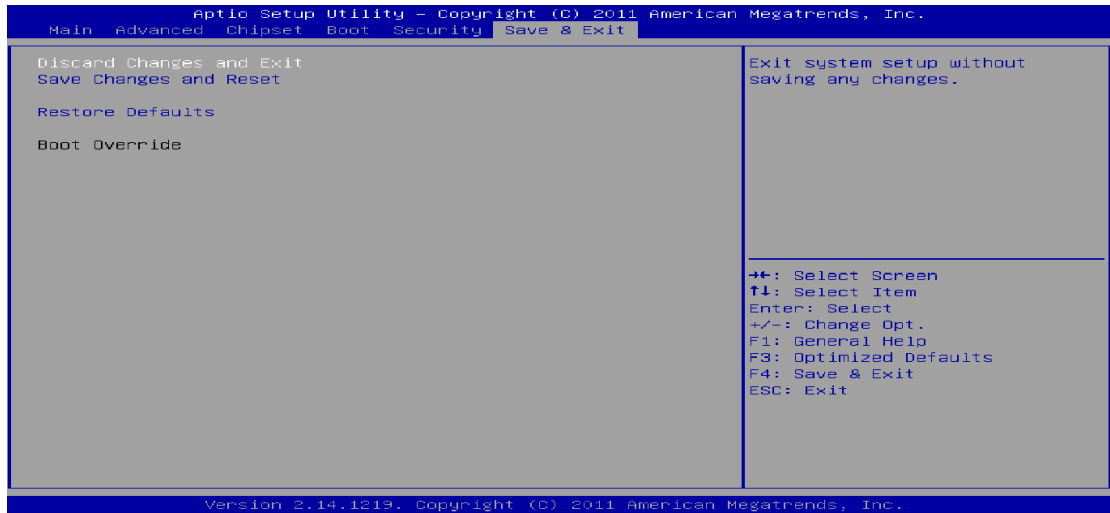 Aptio Setup Utility – Copyright (C) 2011 American Megatrends, Inc.
Main Advanced Chipset Boot Security Save & Exit
Discard Changes and Exit
Save Changes and Reset
Restore Defaults
Boot Override
Exit system setup without
saving any changes.
→←: Select Screen
↑↓: Select Item
Enter: Select
+/-: Change Opt.
F1: General Help
F3: Optimized Defaults
F4: Save & Exit
ESC: Exit
Version 2.14.1219. Copyright (C) 2011 American Megatrends, Inc.